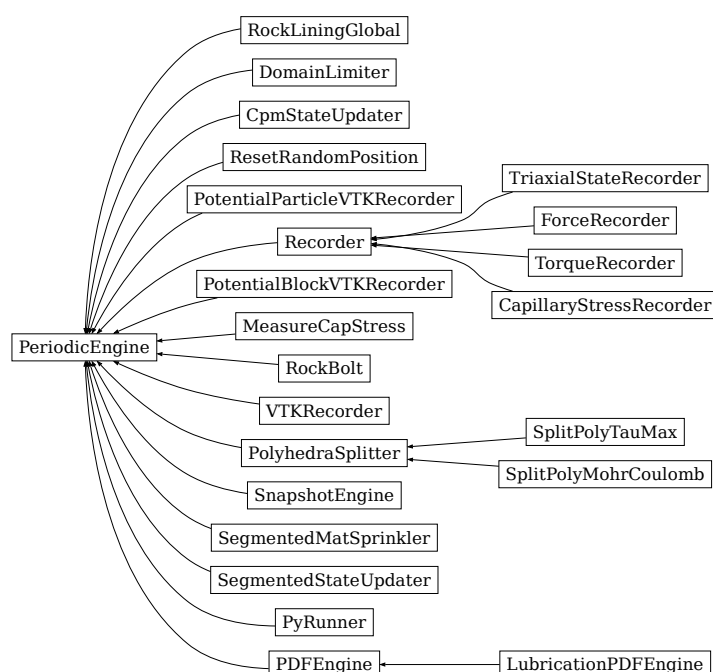 RockLiningGlobal
DomainLimiter
CpmStateUpdater
ResetRandomPosition
TriaxialStateRecorder
PotentialParticleVTKRecorder
ForceRecorder
Recorder
TorqueRecorder
PotentialBlockVTKRecorder
CapillaryStressRecorder
MeasureCapStress
PeriodicEngine
RockBolt
VTKRecorder
SplitPolyTauMax
PolyhedraSplitter
SplitPolyMohrCoulomb
SnapshotEngine
SegmentedMatSprinkler
SegmentedStateUpdater
PyRunner
PDFEngine
LubricationPDFEngine